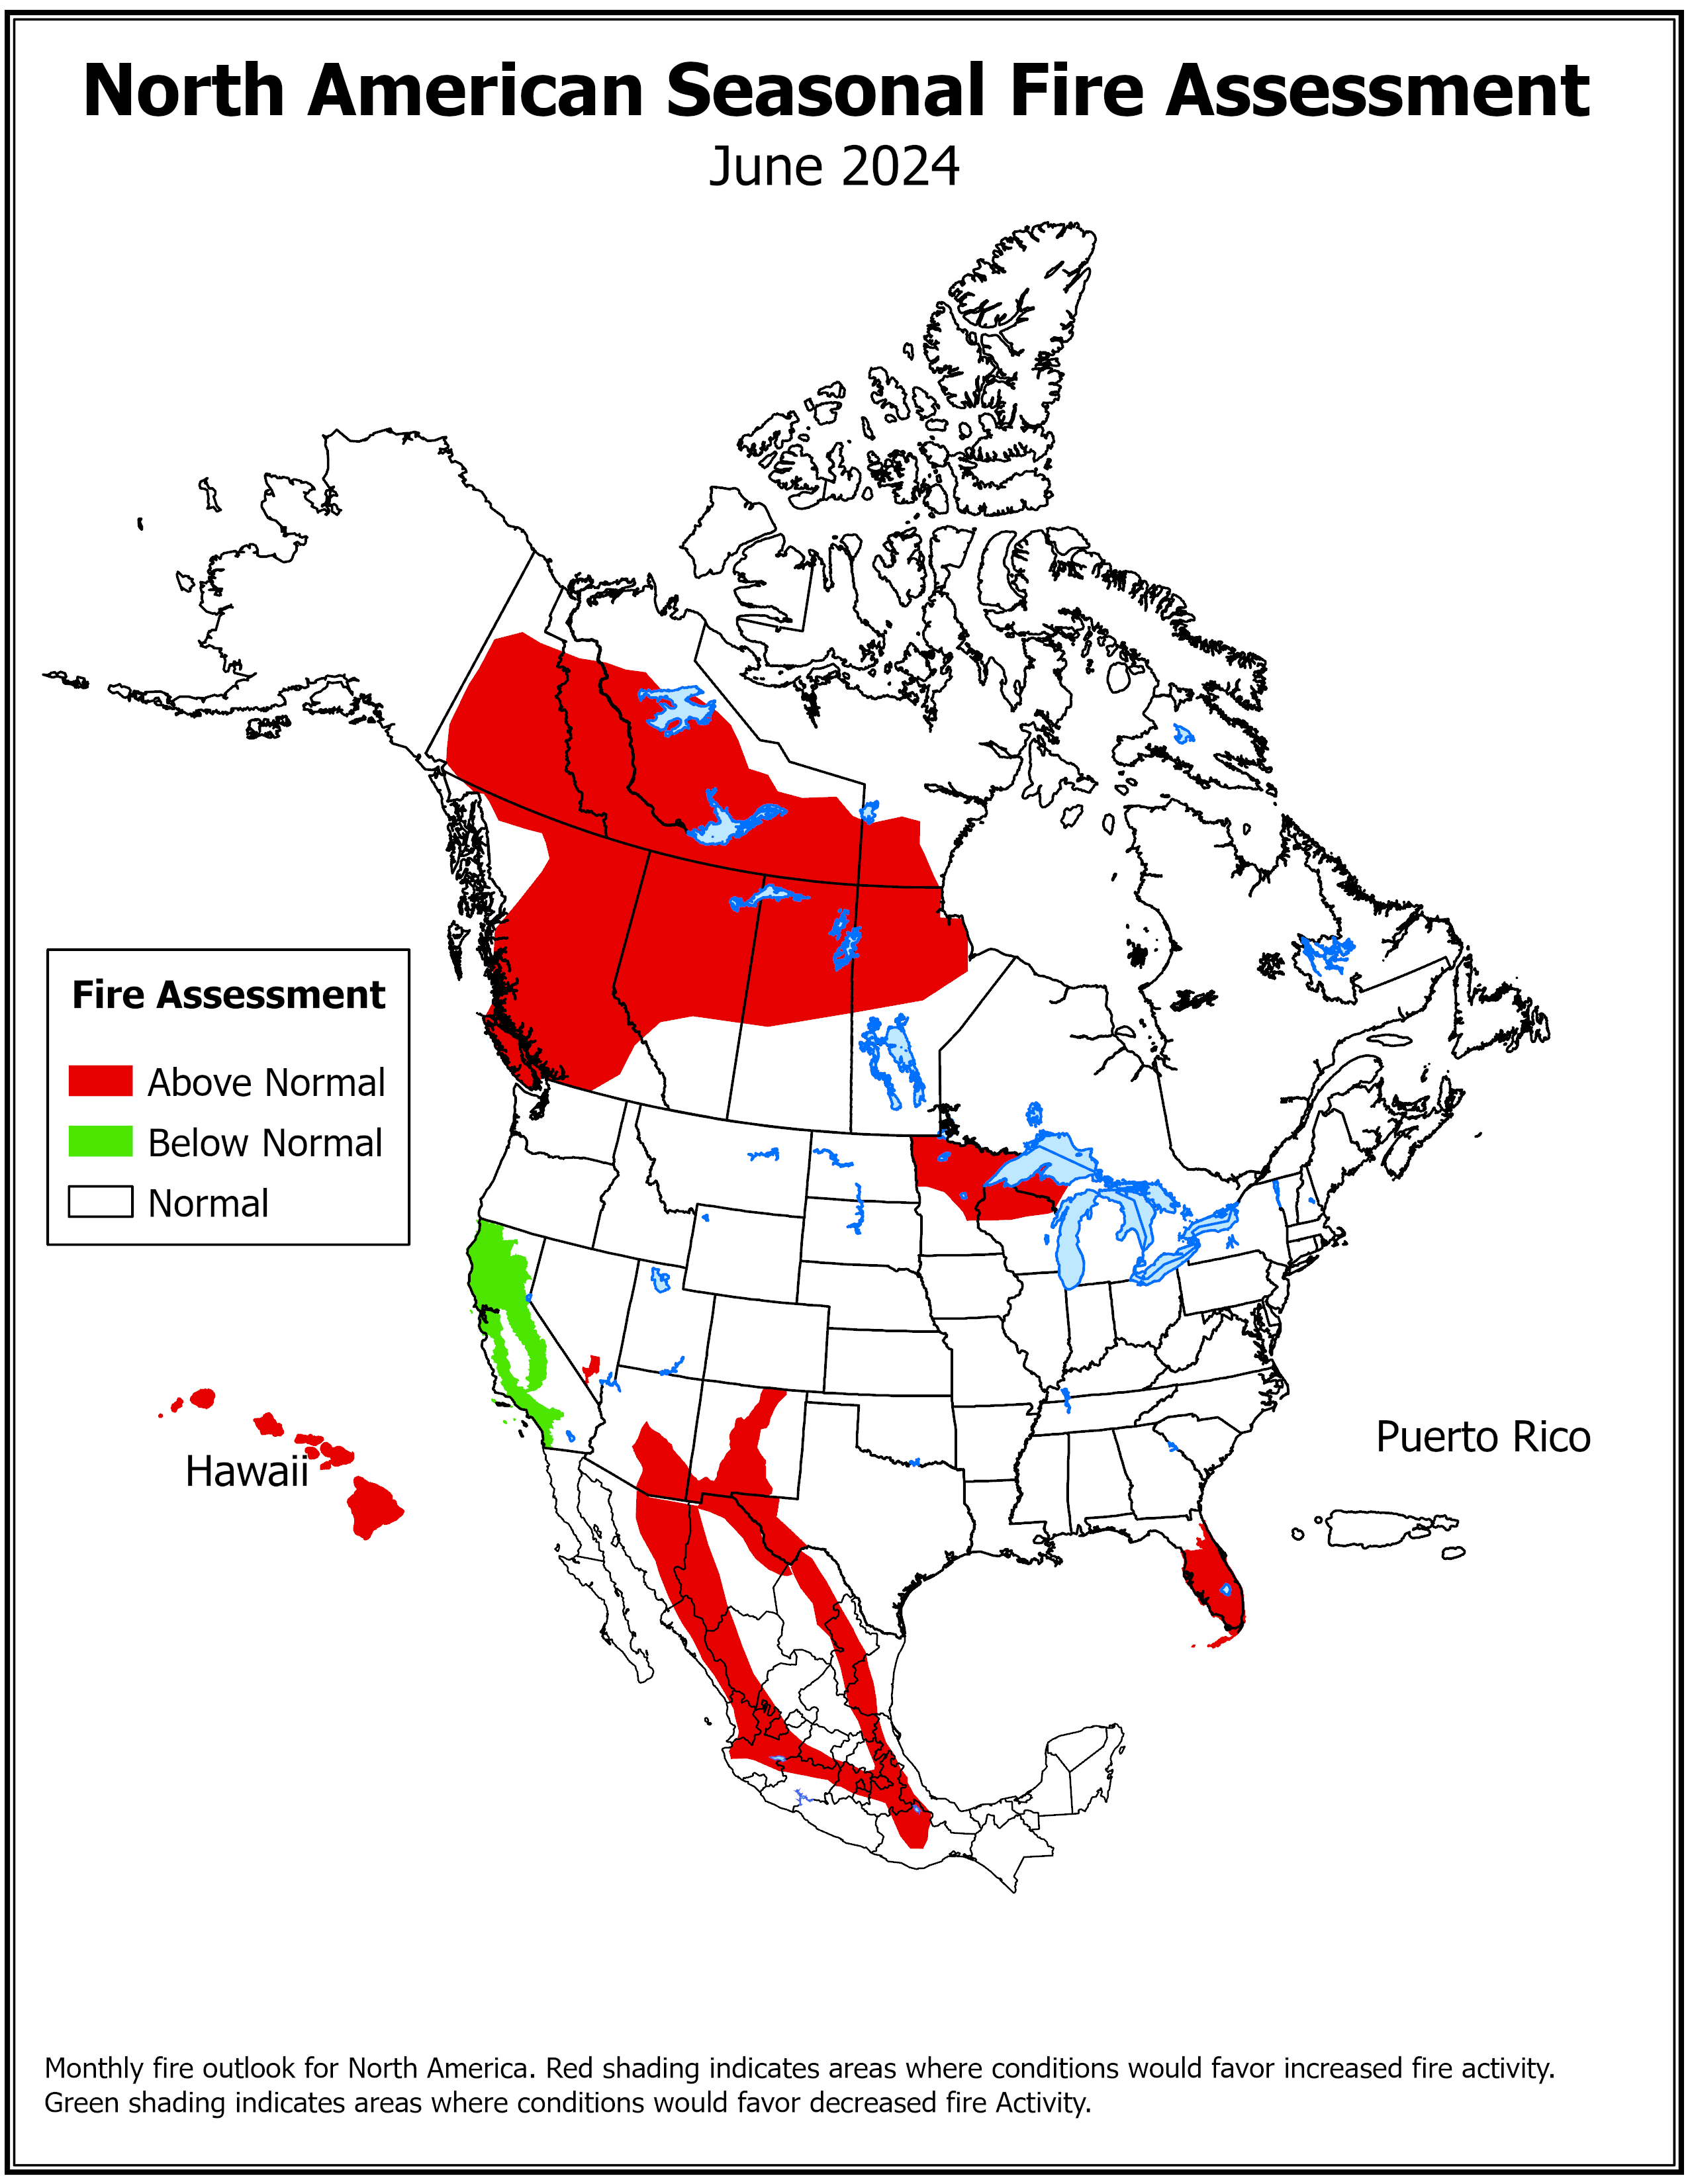 North American Seasonal Fire Assessment
June 2024
Fire Assessment
Above Normal
Below Normal
Normal
Hawaii
Puerto Rico
Monthly fire outlook for North America. Red shading indicates areas where conditions would favor increased fire activity.
Green shading indicates areas where conditions would favor decreased fire Activity.